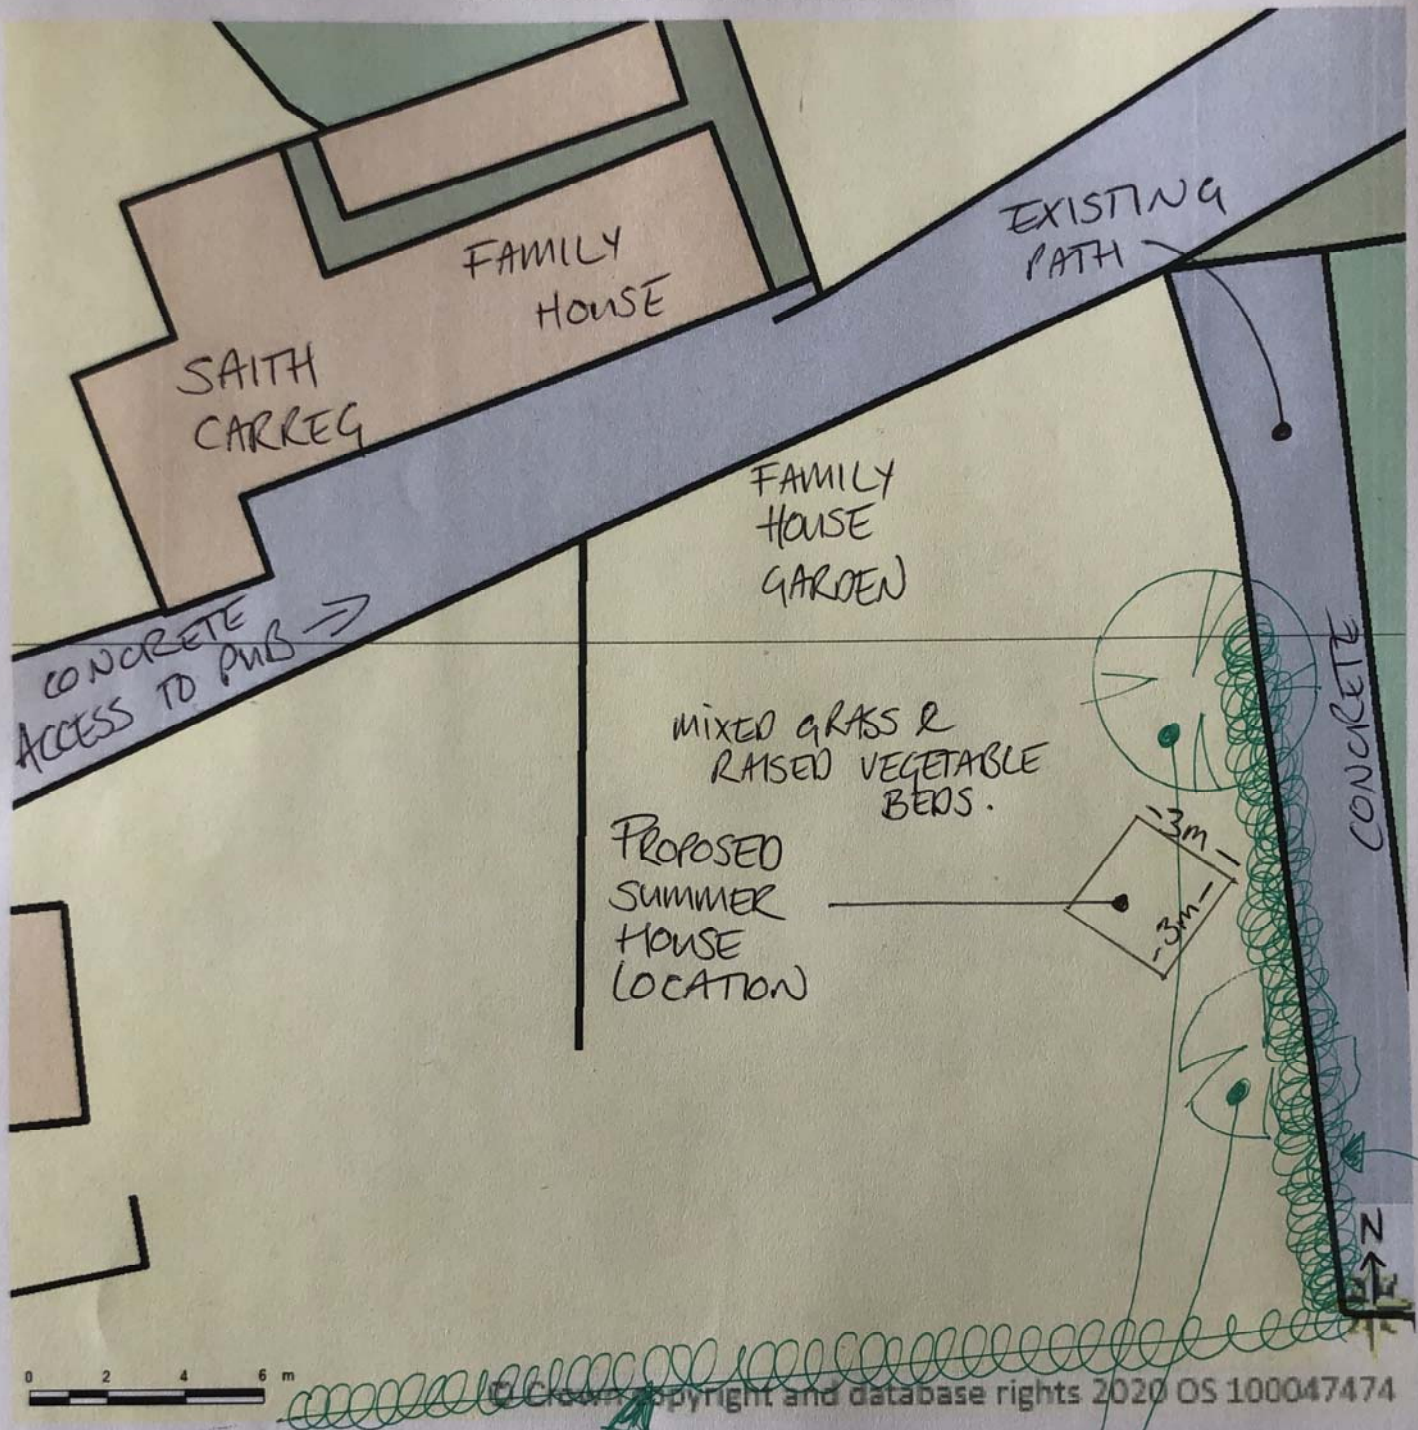 EXISTING
PATH
FAMILY
HOUSE
SAITH
CARREG
FAMILY
HOUSE
GARDEN
CONCRETE
ACCESS TO PUB →
CONCRETE
MIXED GRASS &
RAISED VEGETABLE
BEDS.
PROPOSED
SUMMER
HOUSE
LOCATION
-3m-
-3m-
N
0 2 4 6 m
© Crown copyright and database rights 2020 OS 100047474